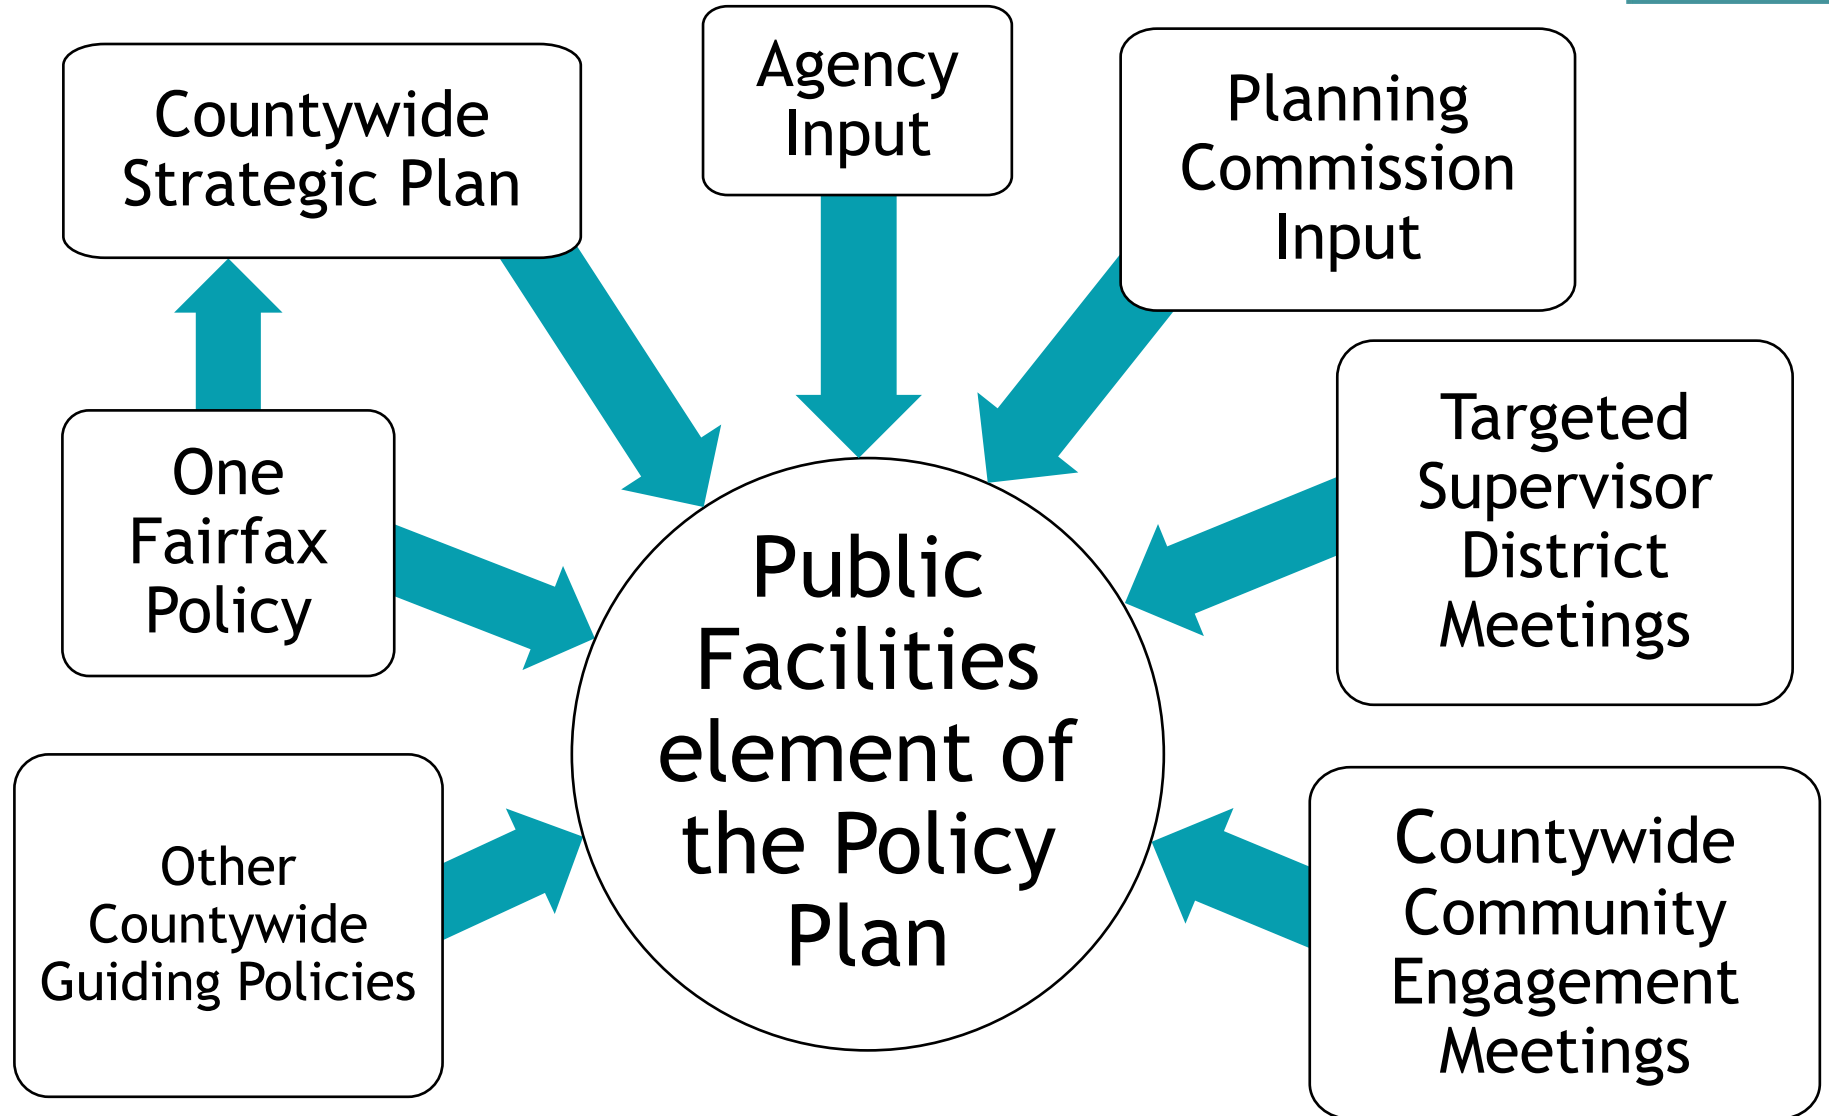 Countywide
Strategic Plan
Agency
Input
Planning
Commission
Input
One
Fairfax
Policy
Targeted
Supervisor
District
Meetings
Public
Facilities
element of
the Policy
Plan
Other
Countywide
Guiding Policies
Countywide
Community
Engagement
Meetings